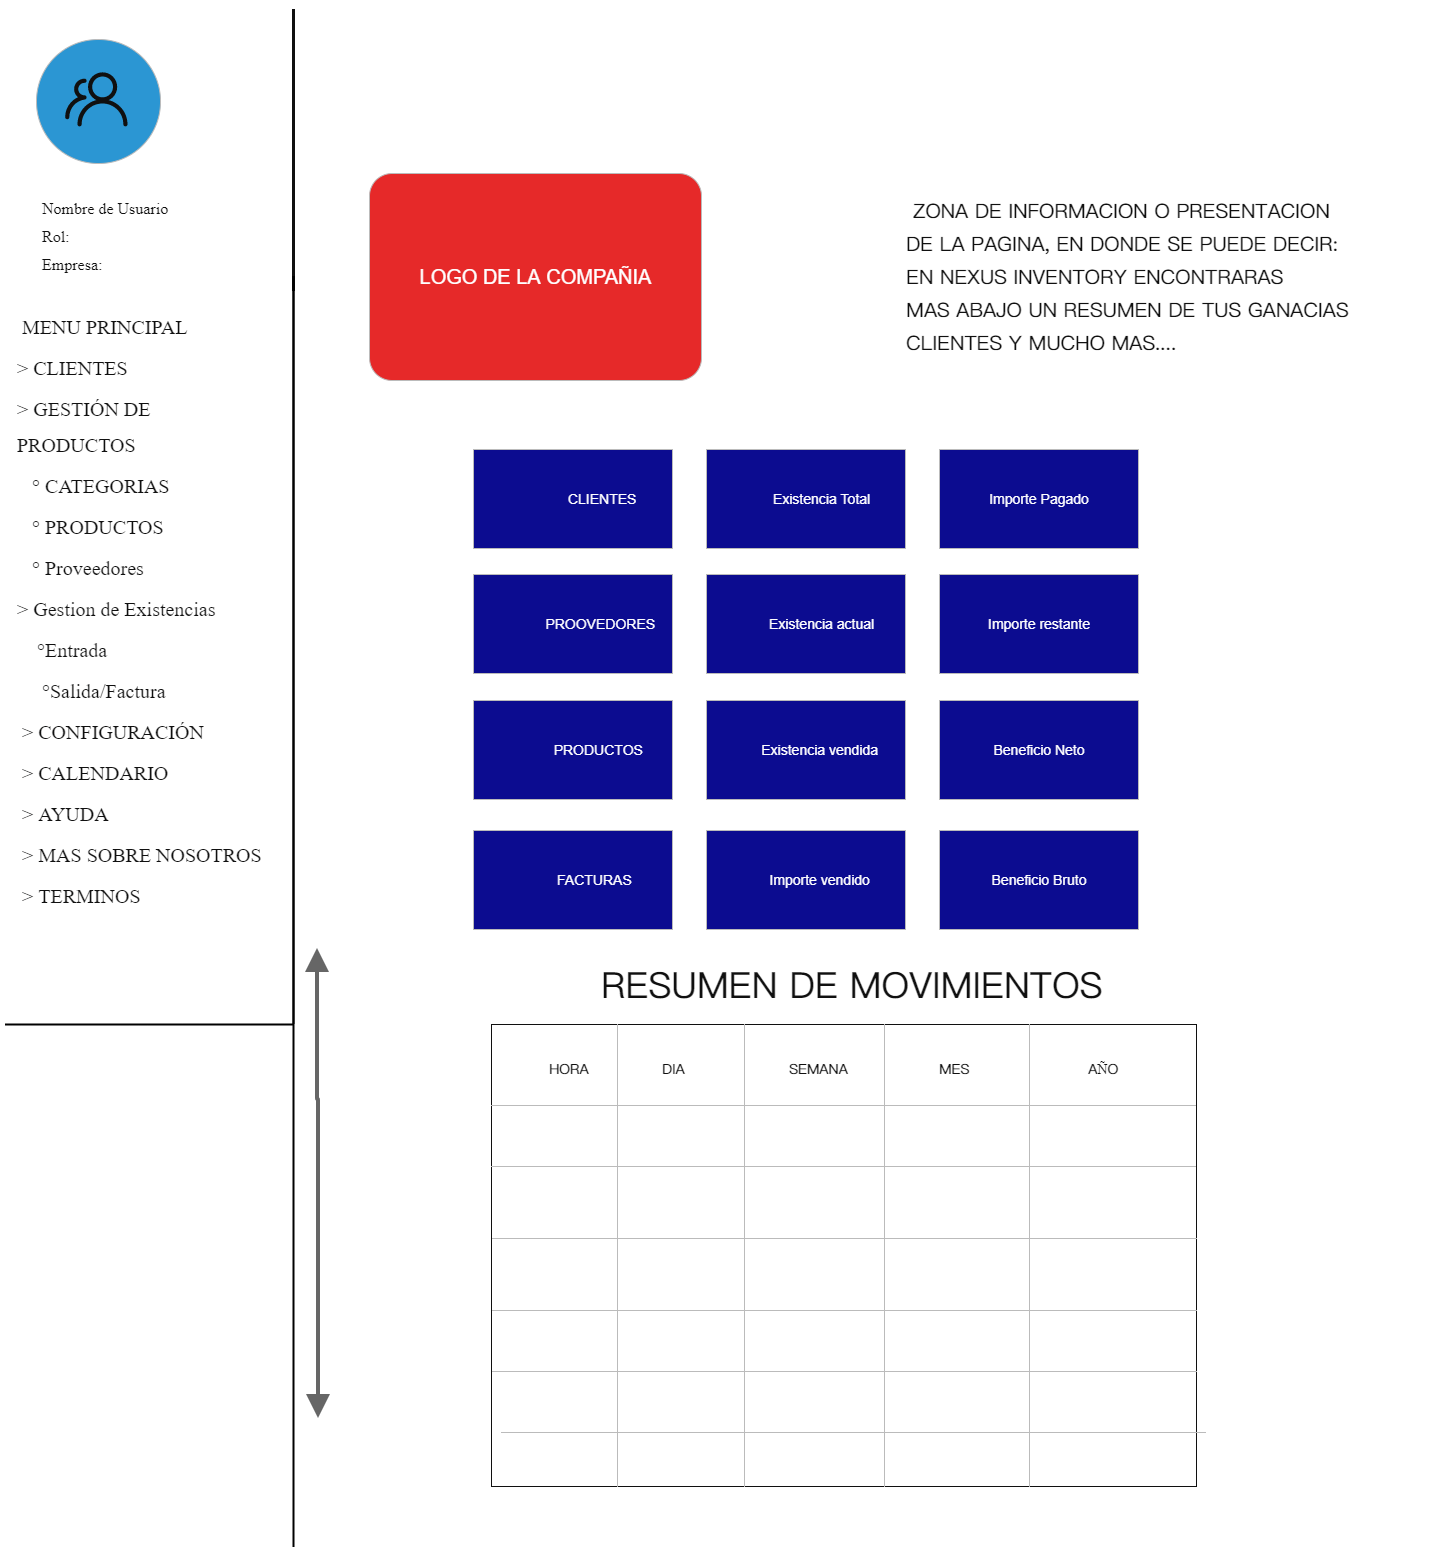 Nombre de Usuario
Rol:
Empresa:
MENU PRINCIPAL
> CLIENTES
> GESTIÓN DE
PRODUCTOS
° CATEGORIAS
° PRODUCTOS
° Proveedores
> Gestion de Existencias
°Entrada
°Salida/Factura
> CONFIGURACIÓN
> CALENDARIO
> AYUDA
> MAS SOBRE NOSOTROS
> TERMINOS
LOGO DE LA COMPAÑIA
ZONA DE INFORMACION O PRESENTACION
DE LA PAGINA, EN DONDE SE PUEDE DECIR:
EN NEXUS INVENTORY ENCONTRARAS
MAS ABAJO UN RESUMEN DE TUS GANACIAS
CLIENTES Y MUCHO MAS....
CLIENTES
Existencia Total
Importe Pagado
PROOVEDORES
Existencia actual
Importe restante
PRODUCTOS
Existencia vendida
Beneficio Neto
FACTURAS
Importe vendido
Beneficio Bruto
RESUMEN DE MOVIMIENTOS
HORA
DIA
SEMANA
MES
AÑO